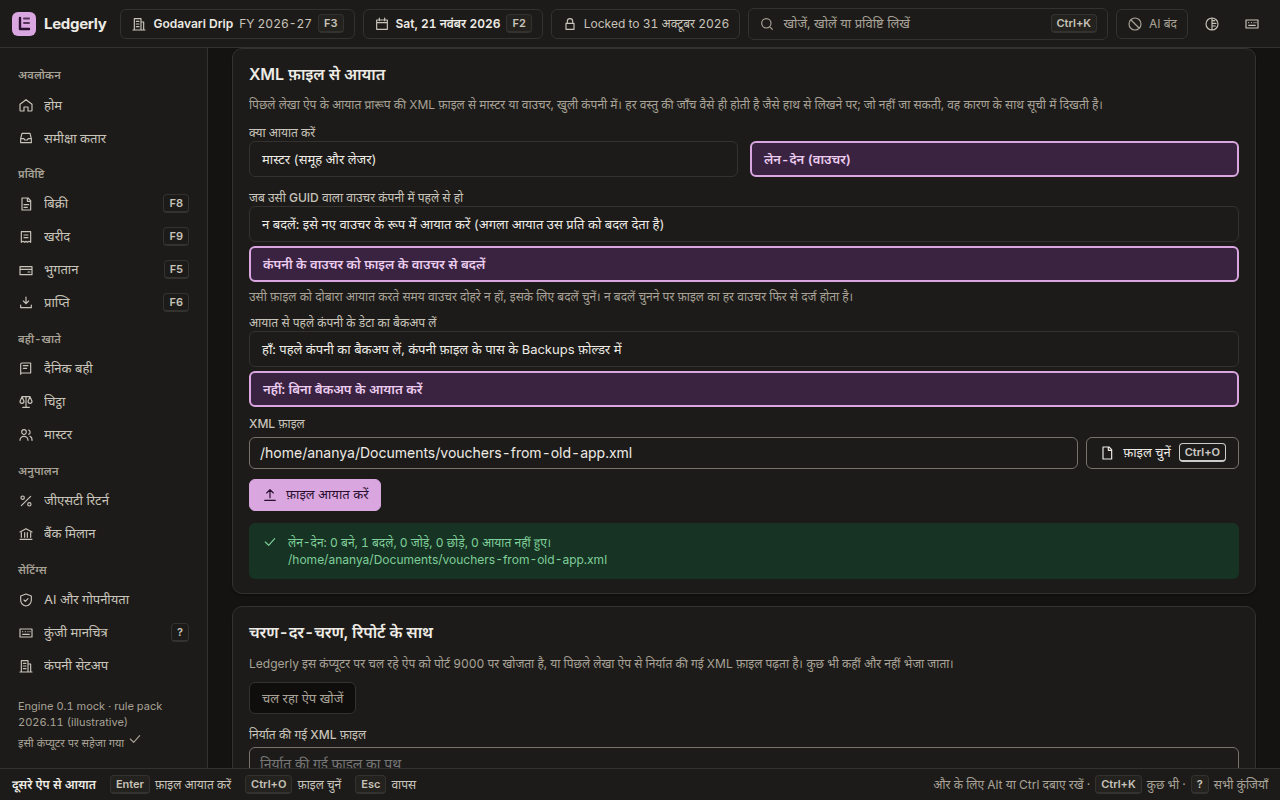 Ledgerly
Godavari Drip FY 2026-27 F3
Sat, 21 नवंबर 2026 F2
Locked to 31 अक्टूबर 2026
खोजें, खोलें या प्रविष्टि लिखें Ctrl+K
AI बंद
अवलोकन
होम
समीक्षा कतार
प्रविष्टि
बिक्री F8
खरीद F9
भुगतान F5
प्राप्ति F6
बही-खाते
दैनिक बही
चिट्ठा
मास्टर
अनुपालन
जीएसटी रिटर्न
बैंक मिलान
सेटिंग्स
AI और गोपनीयता
कुंजी मानचित्र ?
कंपनी सेटअप
Engine 0.1 mock · rule pack
2026.11 (illustrative)
इसी कंप्यूटर पर सहेजा गया
XML फ़ाइल से आयात
पिछले लेखा ऐप के आयात प्रारूप की XML फ़ाइल से मास्टर या वाउचर, खुली कंपनी में। हर वस्तु की जाँच वैसे ही होती है जैसे हाथ से लिखने पर; जो नहीं जा सकती, वह कारण के साथ सूची में दिखती है।
क्या आयात करें
मास्टर (समूह और लेजर)
लेन-देन (वाउचर)
जब उसी GUID वाला वाउचर कंपनी में पहले से हो
न बदलें: इसे नए वाउचर के रूप में आयात करें (अगला आयात उस प्रति को बदल देता है)
कंपनी के वाउचर को फ़ाइल के वाउचर से बदलें
उसी फ़ाइल को दोबारा आयात करते समय वाउचर दोहरे न हों, इसके लिए बदलें चुनें। न बदलें चुनने पर फ़ाइल का हर वाउचर फिर से दर्ज होता है।
आयात से पहले कंपनी के डेटा का बैकअप लें
हाँ: पहले कंपनी का बैकअप लें, कंपनी फ़ाइल के पास के Backups फ़ोल्डर में
नहीं: बिना बैकअप के आयात करें
XML फ़ाइल
/home/ananya/Documents/vouchers-from-old-app.xml
फ़ाइल चुनें Ctrl+O
फ़ाइल आयात करें
लेन-देन: 0 बने, 1 बदले, 0 जोड़े, 0 छोड़े, 0 आयात नहीं हुए।
/home/ananya/Documents/vouchers-from-old-app.xml
चरण-दर-चरण, रिपोर्ट के साथ
Ledgerly इस कंप्यूटर पर चल रहे ऐप को पोर्ट 9000 पर खोजता है, या पिछले लेखा ऐप से निर्यात की गई XML फ़ाइल पढ़ता है। कुछ भी कहीं और नहीं भेजा जाता।
चल रहा ऐप खोजें
निर्यात की गई XML फ़ाइल
निर्यात की गई फ़ाइल का पथ
दूसरे ऐप से आयात Enter फ़ाइल आयात करें Ctrl+O फ़ाइल चुनें Esc वापस
और के लिए Alt या Ctrl दबाए रखें · Ctrl+K कुछ भी · ? सभी कुंजियाँ